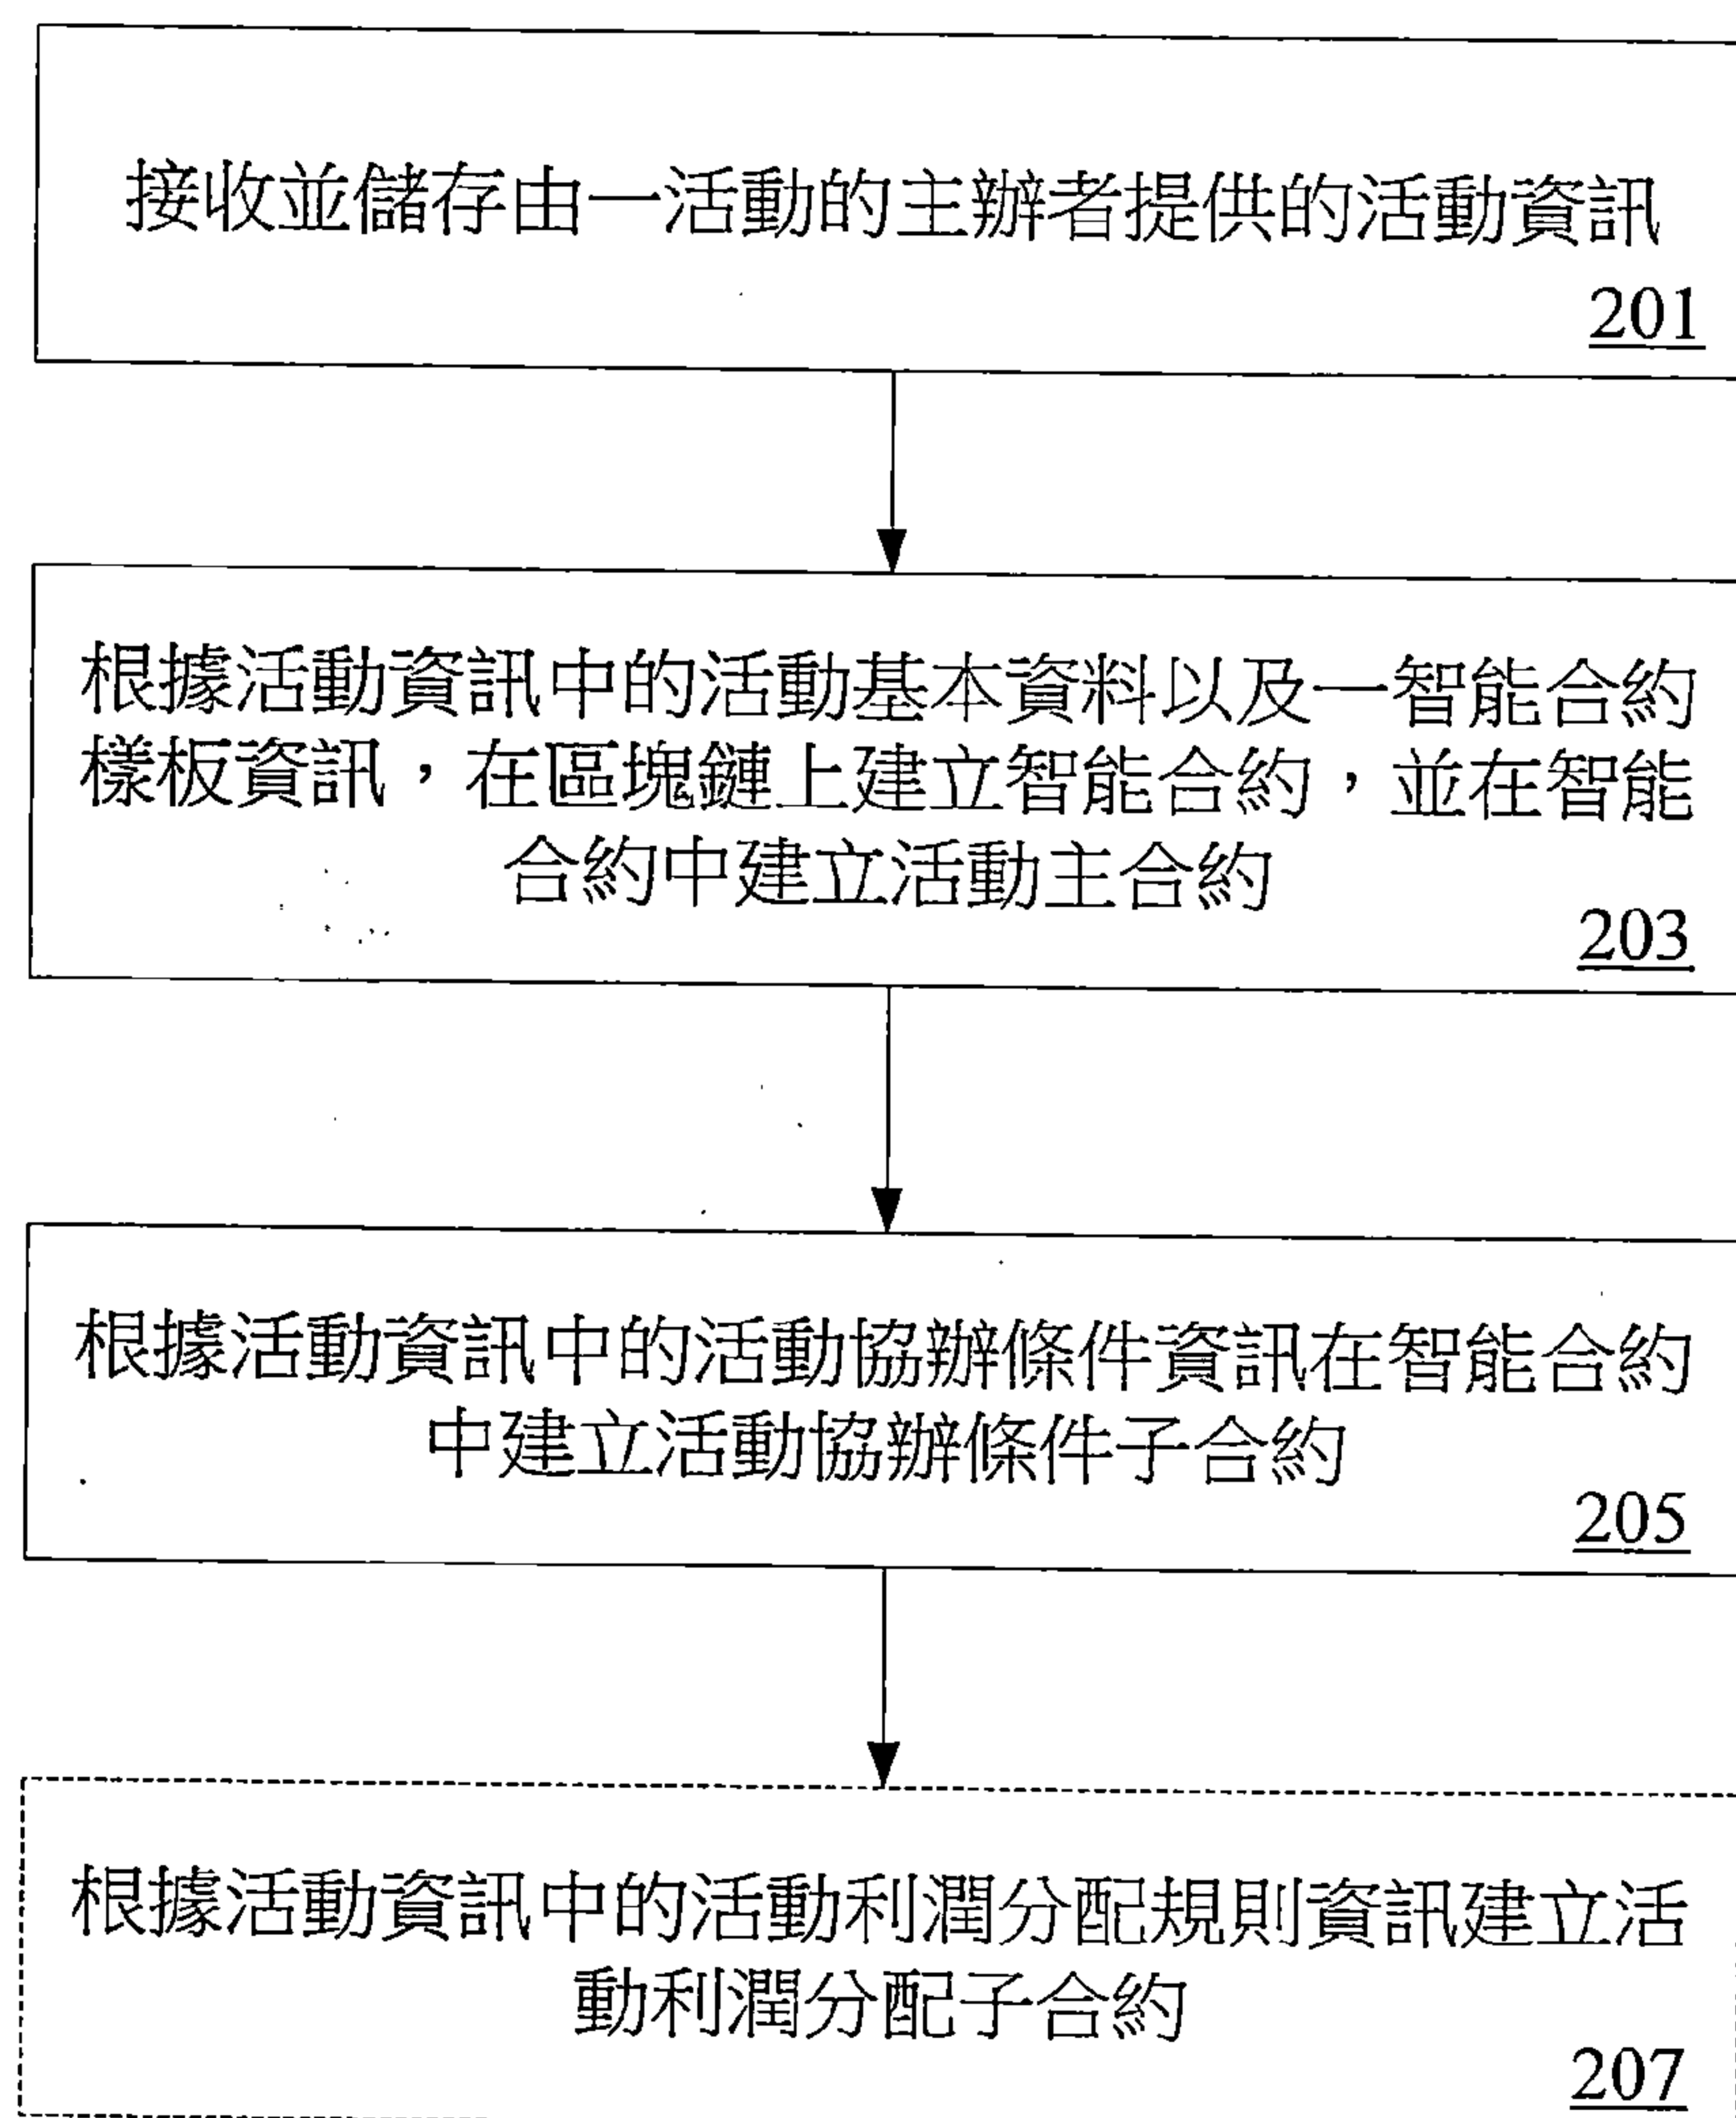 接收並儲存由一活動的主辦者提供的活動資訊
201
根據活動資訊中的活動基本資料以及一智能合約
樣板資訊，在區塊鏈上建立智能合約，並在智能
合約中建立活動主合約
203
根據活動資訊中的活動協辦條件資訊在智能合約
中建立活動協辦條件子合約
205
根據活動資訊中的活動利潤分配規則資訊建立活
動利潤分配子合約
207